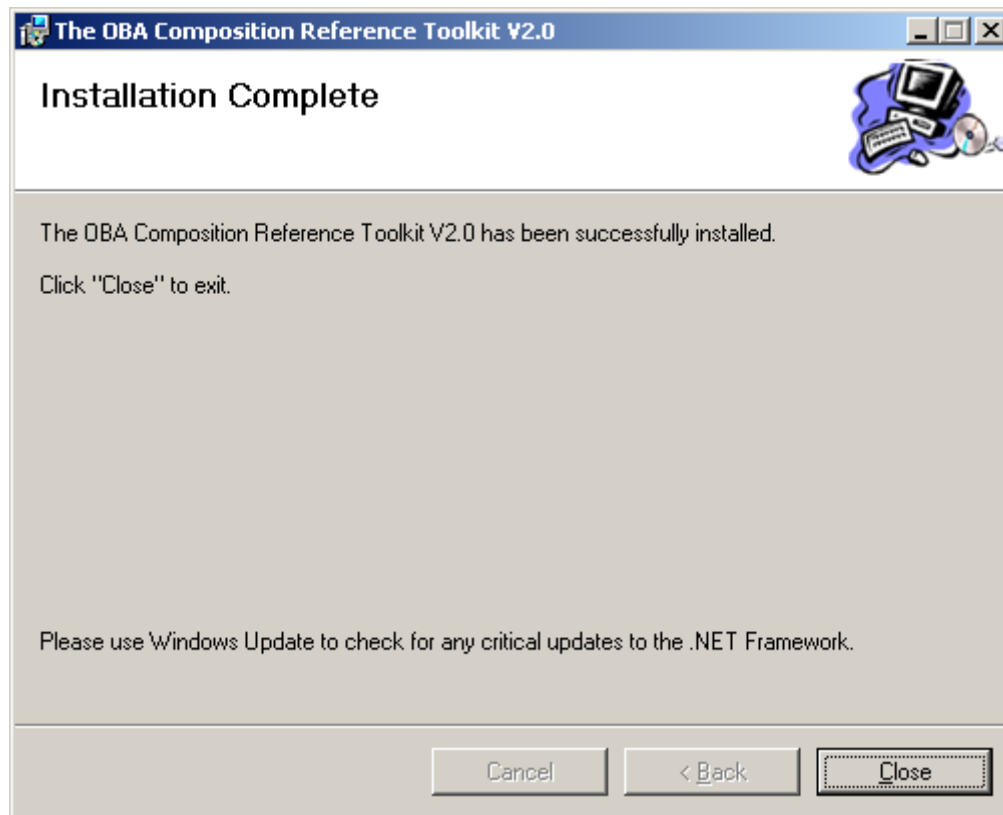 The OBA Composition Reference Toolkit V2.0
Installation Complete
The OBA Composition Reference Toolkit V2.0 has been successfully installed.
Click "Close" to exit.
Please use Windows Update to check for any critical updates to the .NET Framework.
Cancel
< Back
Close